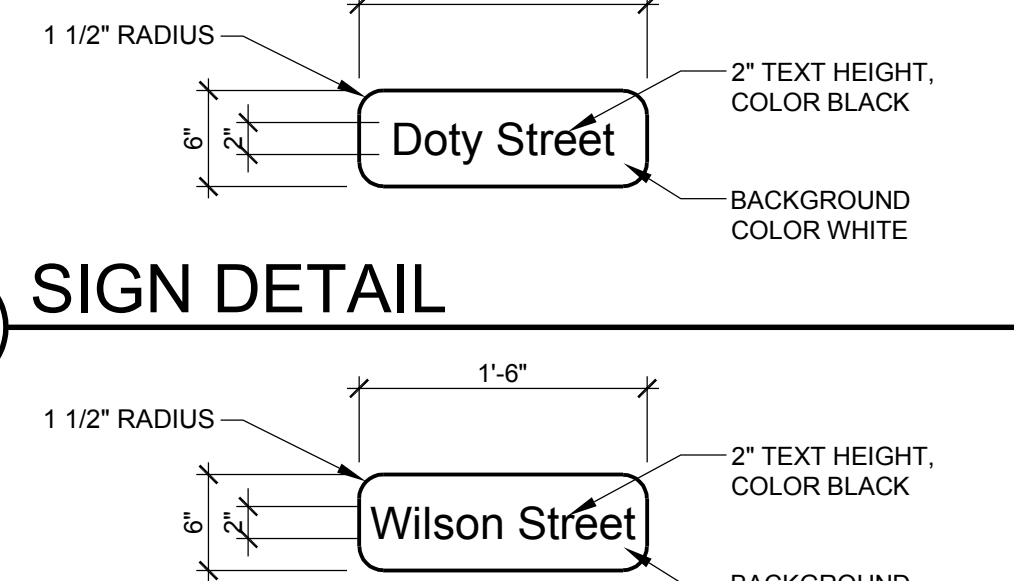 1 1/2" RADIUS
2" TEXT HEIGHT,
COLOR BLACK
6"
2"
Doty Street
BACKGROUND
COLOR WHITE
SIGN DETAIL
1'-6"
1 1/2" RADIUS
2" TEXT HEIGHT,
COLOR BLACK
6"
2"
Wilson Street
BACKGROUND